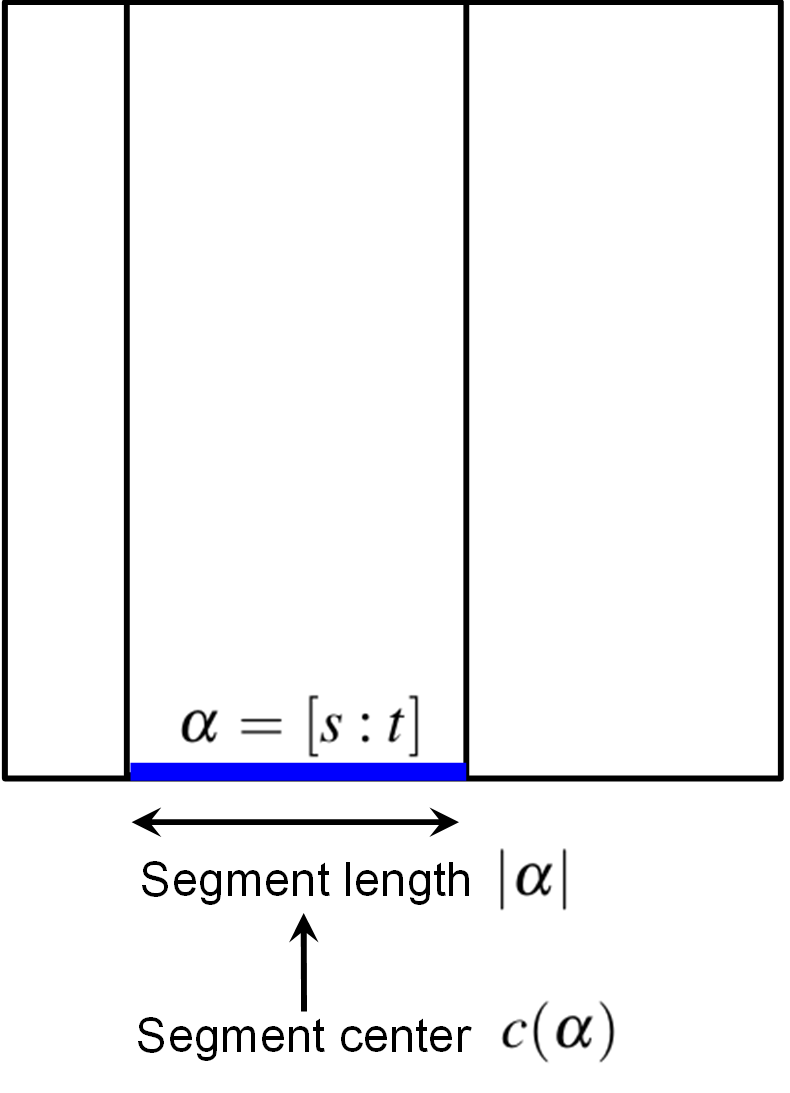 α = [s : t]
Segment length |α|
Segment center c(α)